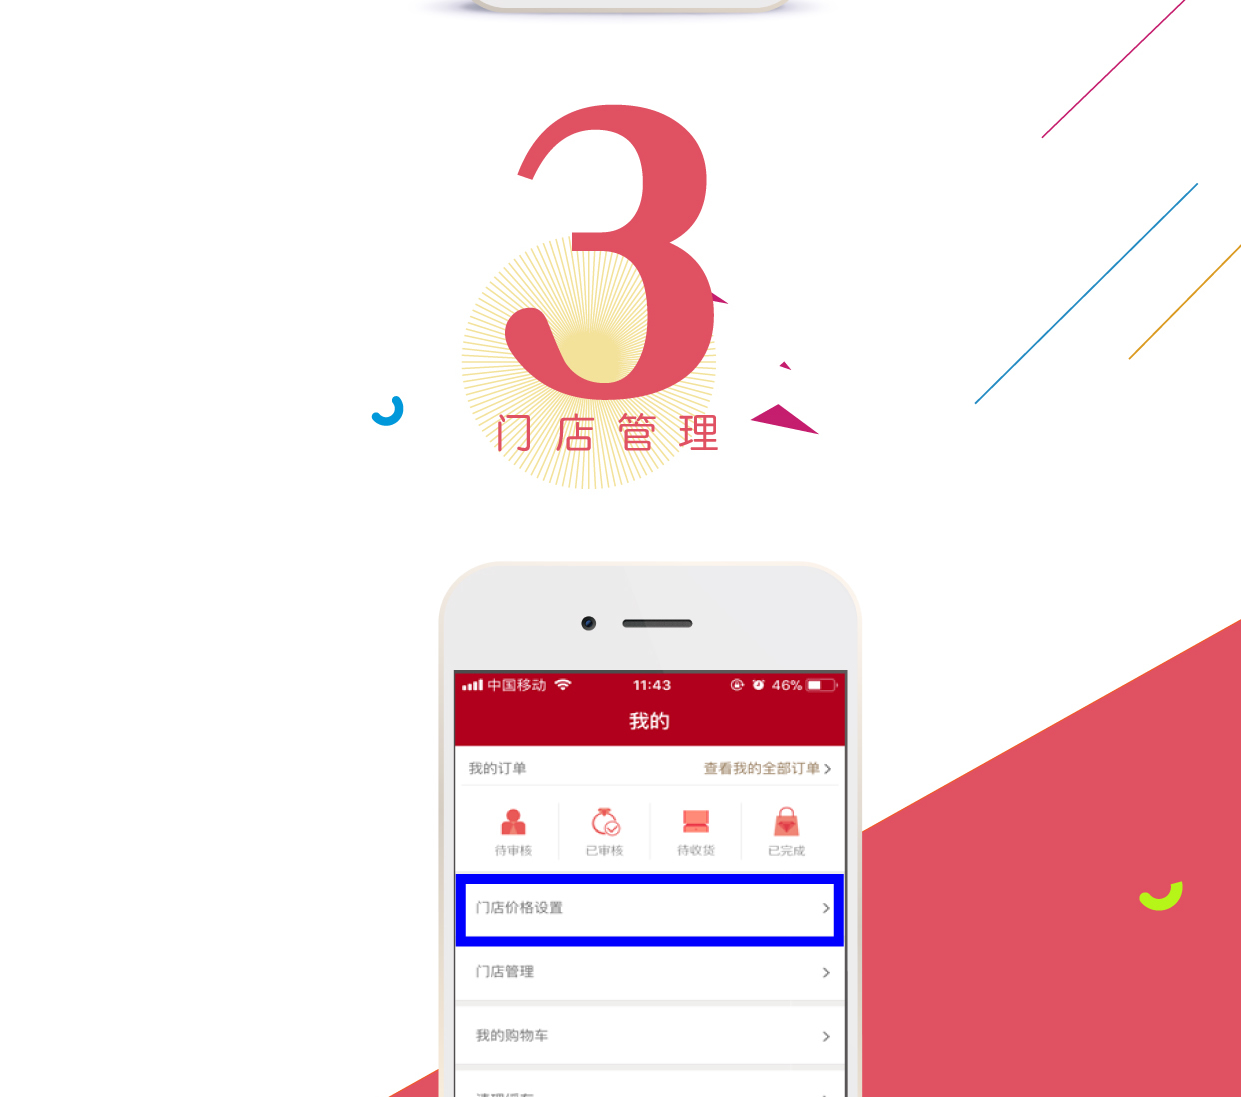 3
门店管理
中国移动 11:43 46%
我的
我的订单 查看我的全部订单
待审核 已审核 待收货 已完成
门店价格设置
门店管理
我的购物车